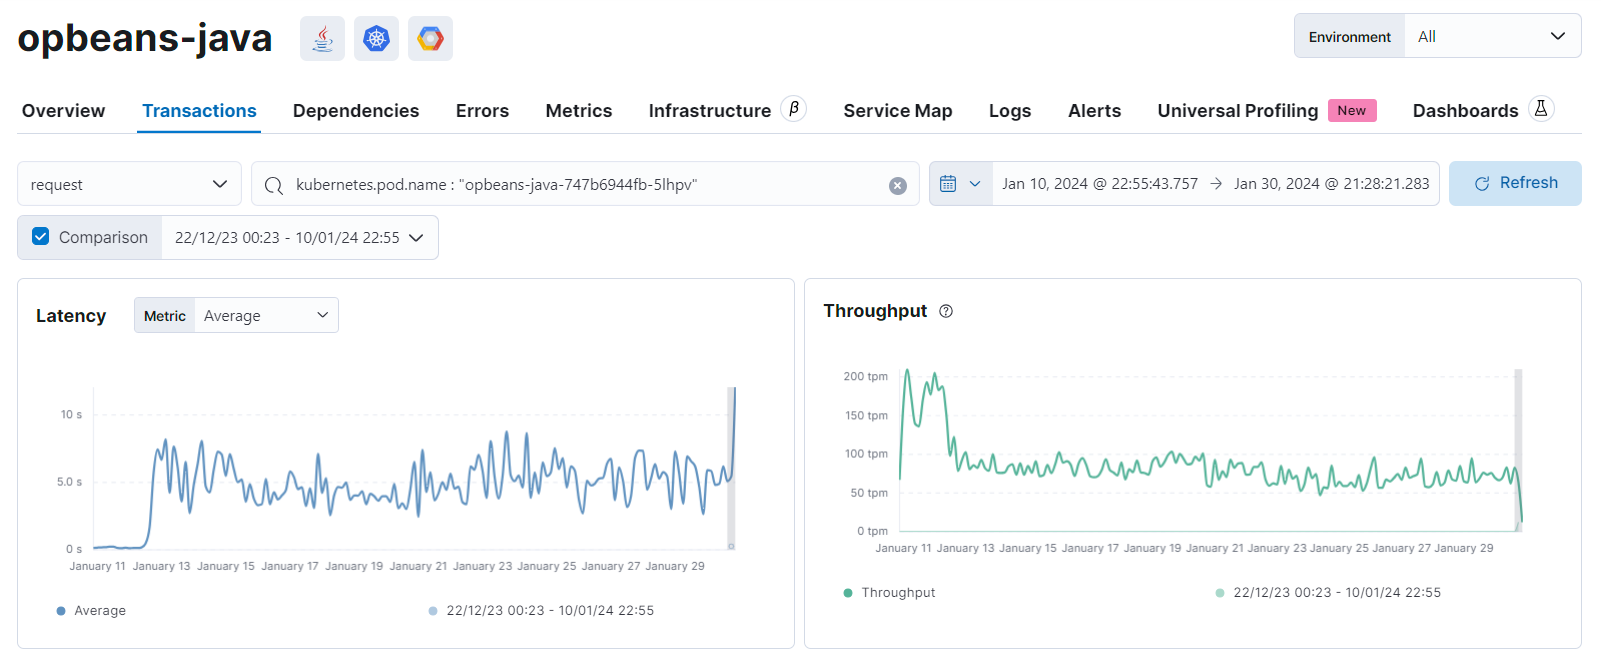 opbeans-java
Environment All
Overview Transactions Dependencies Errors Metrics Infrastructure β Service Map Logs Alerts Universal Profiling New Dashboards
request
kubernetes.pod.name : "opbeans-java-747b6944fb-5lhpv"
Jan 10, 2024 @ 22:55:43.757 → Jan 30, 2024 @ 21:28:21.283
Refresh
Comparison 22/12/23 00:23 - 10/01/24 22:55
Latency Metric Average
10 s
5.0 s
0 s
January 11 January 13 January 15 January 17 January 19 January 21 January 23 January 25 January 27 January 29
Average 22/12/23 00:23 - 10/01/24 22:55
Throughput ?
200 tpm
150 tpm
100 tpm
50 tpm
0 tpm
January 11 January 13 January 15 January 17 January 19 January 21 January 23 January 25 January 27 January 29
Throughput 22/12/23 00:23 - 10/01/24 22:55